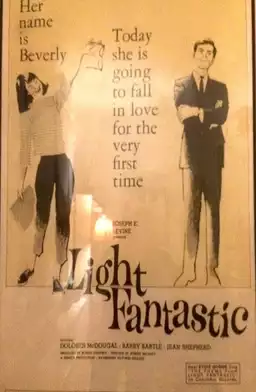 Her
name
is
Beverly
Today
she is
going to
fall
in love
for the
very
first
time
JOSEPH E.
LEVINE
Light
Fantastic
DOLORES McDOUGAL · BARRY BARTLE · JEAN SHEPHERD